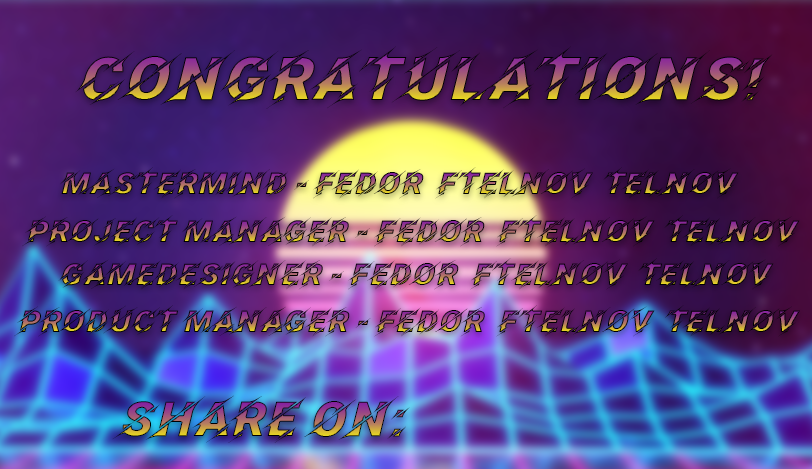 CONGRATULATIONS!
MASTERMIND - FEDOR FTELNOV TELNOV
PROJECT MANAGER - FEDOR FTELNOV TELNOV
GAMEDESIGNER - FEDOR FTELNOV TELNOV
PRODUCT MANAGER - FEDOR FTELNOV TELNOV
SHARE ON: